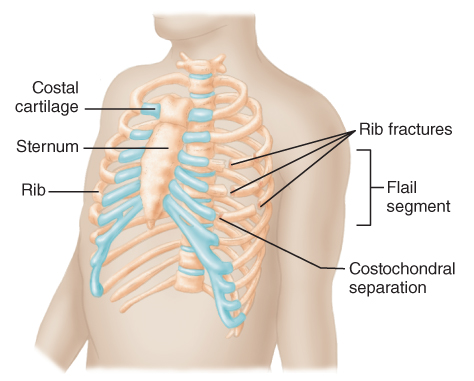 Costal
cartilage
Sternum
Rib
Rib fractures
Flail
segment
Costochondral
separation